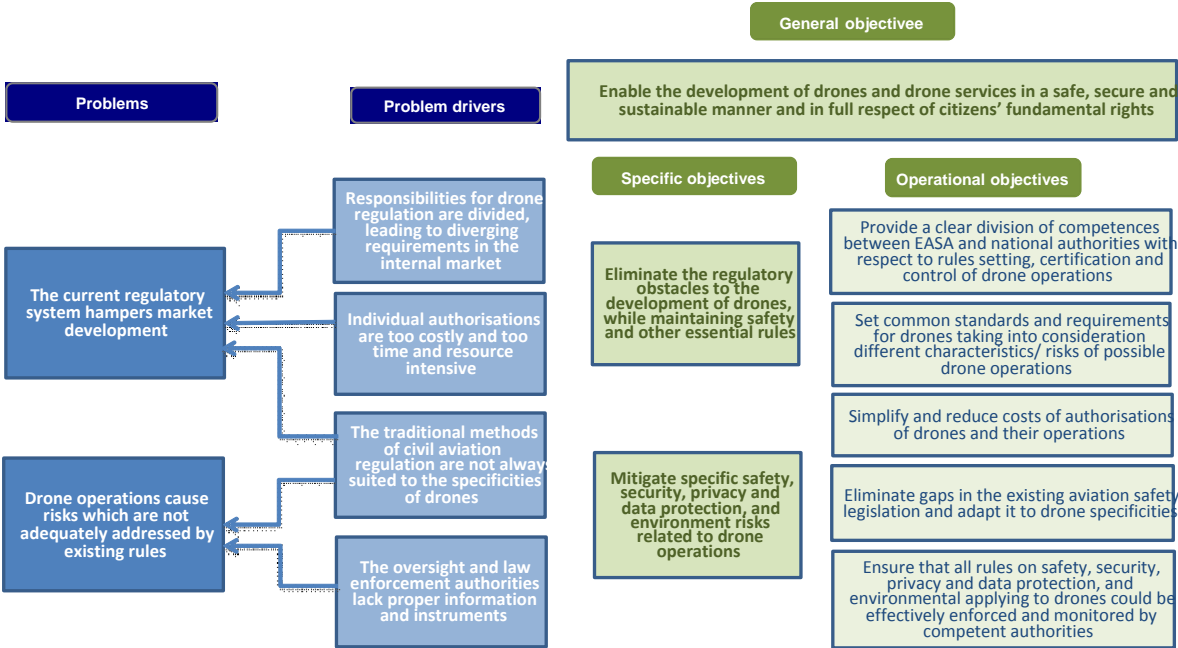 General objectivee
Enable the development of drones and drone services in a safe, secure and
sustainable manner and in full respect of citizens’ fundamental rights
Problems
Problem drivers
Specific objectives
Operational objectives
The current regulatory
system hampers market
development
Drone operations cause
risks which are not
adequately addressed by
existing rules
Responsibilities for drone
regulation are divided,
leading to diverging
requirements in the
internal market
Individual authorisations
are too costly and too
time and resource
intensive
The traditional methods
of civil aviation
regulation are not always
suited to the specificities
of drones
The oversight and law
enforcement authorities
lack proper information
and instruments
Eliminate the regulatory
obstacles to the
development of drones,
while maintaining safety
and other essential rules
Mitigate specific safety,
security, privacy and
data protection, and
environment risks
related to drone
operations
Provide a clear division of competences
between EASA and national authorities with
respect to rules setting, certification and
control of drone operations
Set common standards and requirements
for drones taking into consideration
different characteristics/ risks of possible
drone operations
Simplify and reduce costs of authorisations
of drones and their operations
Eliminate gaps in the existing aviation safety
legislation and adapt it to drone specificities
Ensure that all rules on safety, security,
privacy and data protection, and
environmental applying to drones could be
effectively enforced and monitored by
competent authorities